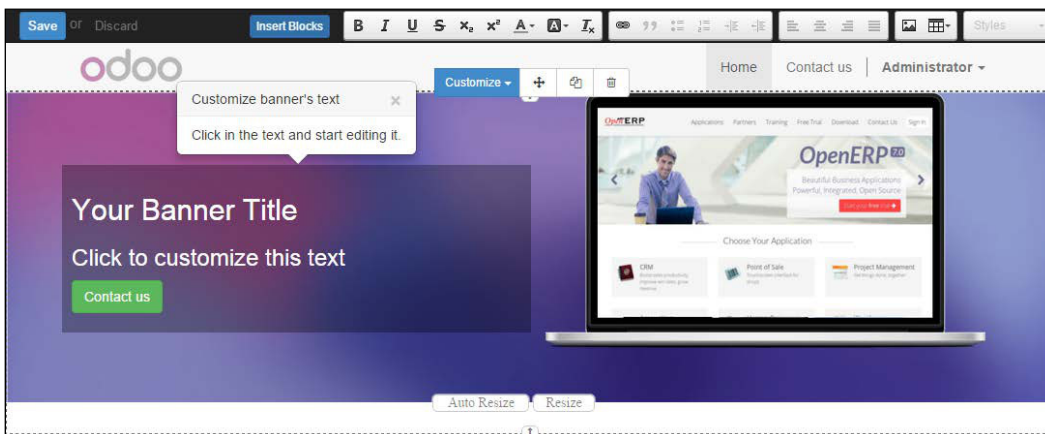 Save or Discard Insert Blocks B I U S x₂ x² A A Tx Styles
odoo Customize Home Contact us Administrator
Customize banner's text ×
Click in the text and start editing it.
Your Banner Title
Click to customize this text
Contact us
OpenERP Applications Partners Training Free Trial Download Contact Us Sign in
OpenERP 7.0
Beautiful Business Applications
Powerful, Integrated, Open Source
Choose Your Application
CRM
Point of Sale
Project Management
Auto Resize Resize